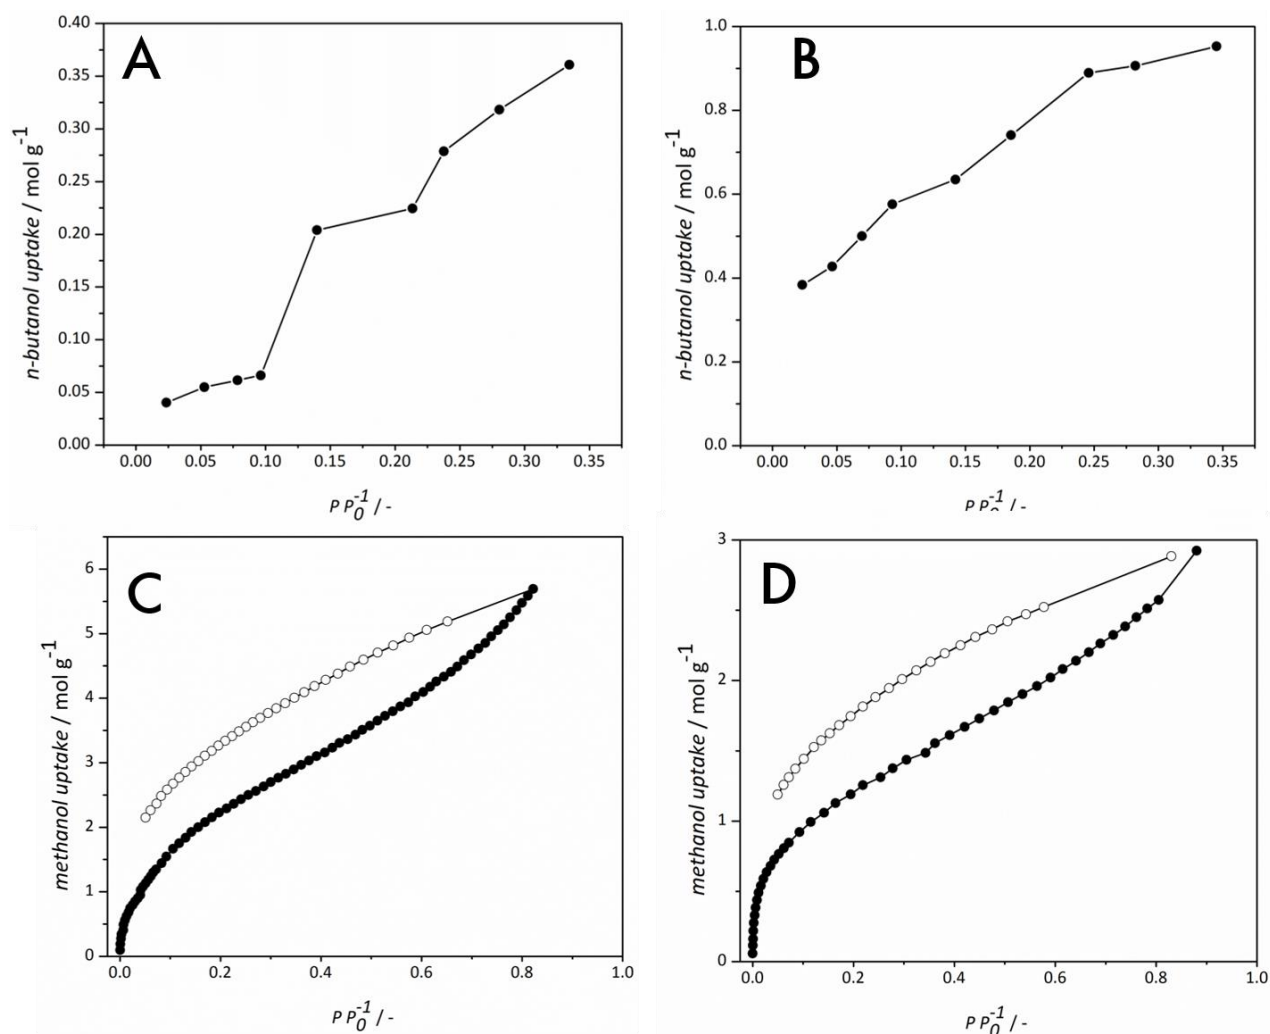 A
n-butanol uptake / mol g⁻¹
0.40
0.35
0.30
0.25
0.20
0.15
0.10
0.05
0.00
0.00 0.05 0.10 0.15 0.20 0.25 0.30 0.35
P P₀⁻¹ / -
B
n-butanol uptake / mol g⁻¹
1.0
0.8
0.6
0.4
0.2
0.0
0.00 0.05 0.10 0.15 0.20 0.25 0.30 0.35
P P₀⁻¹ / -
C
methanol uptake / mol g⁻¹
6
5
4
3
2
1
0
0.0 0.2 0.4 0.6 0.8 1.0
P P₀⁻¹ / -
D
methanol uptake / mol g⁻¹
3
2
1
0
0.0 0.2 0.4 0.6 0.8 1.0
P P₀⁻¹ / -